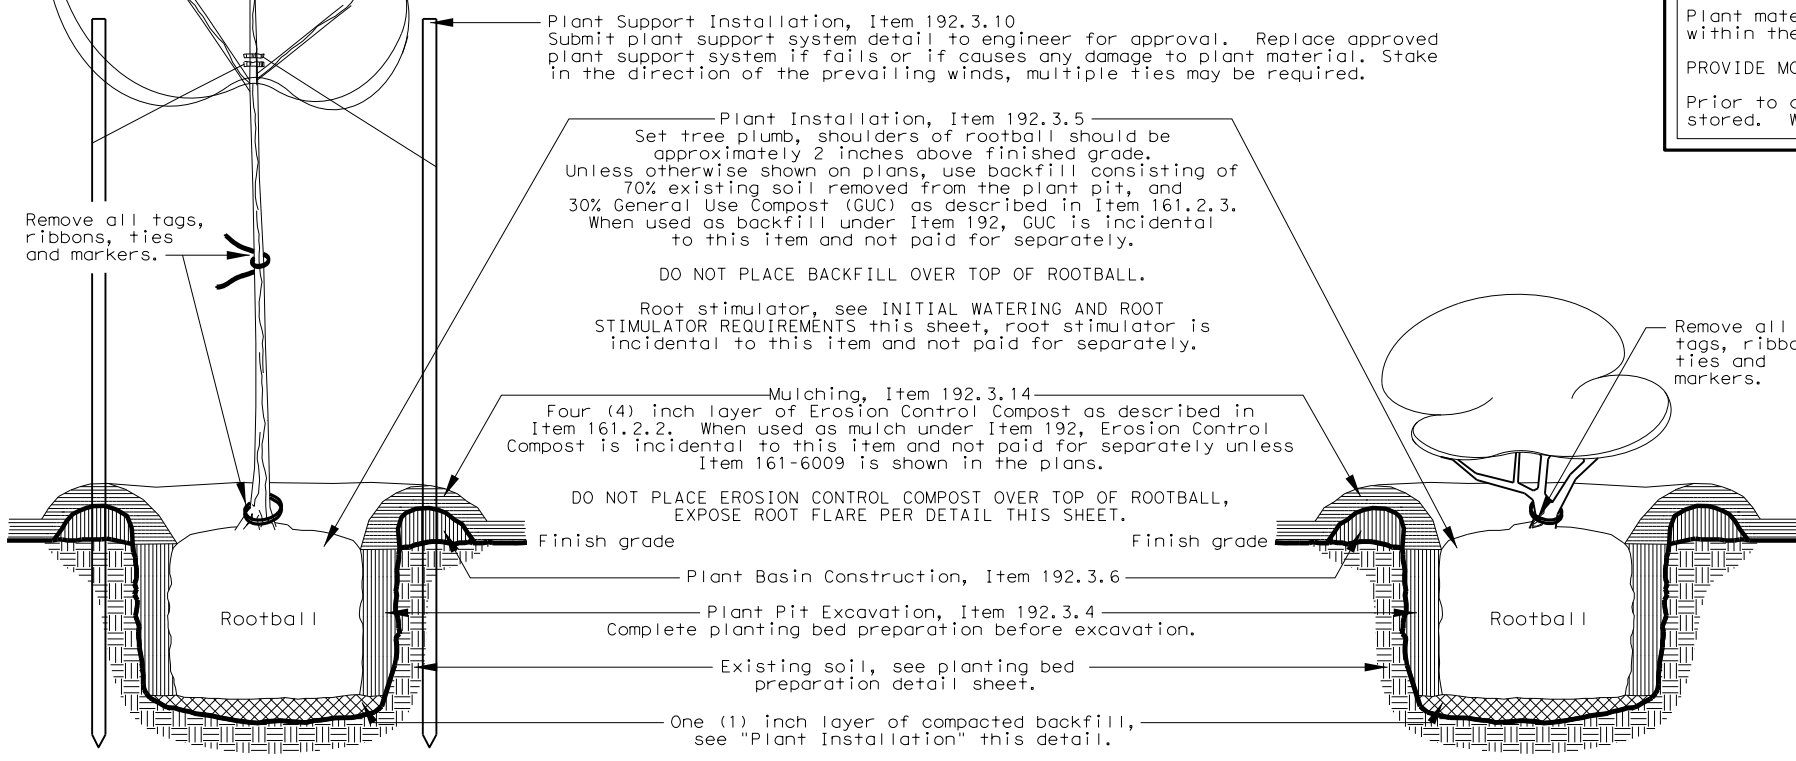 Plant Support Installation, Item 192.3.10
Submit plant support system detail to engineer for approval. Replace approved
plant support system if fails or if causes any damage to plant material. Stake
in the direction of the prevailing winds, multiple ties may be required.
Plant mate
within the
PROVIDE MO
Prior to
stored. W
Plant Installation, Item 192.3.5
Set tree plumb, shoulders of rootball should be
approximately 2 inches above finished grade.
Unless otherwise shown on plans, use backfill consisting of
70% existing soil removed from the plant pit, and
30% General Use Compost (GUC) as described in Item 161.2.3.
When used as backfill under Item 192, GUC is incidental
to this item and not paid for separately.
DO NOT PLACE BACKFILL OVER TOP OF ROOTBALL.
Root stimulator, see INITIAL WATERING AND ROOT
STIMULATOR REQUIREMENTS this sheet, root stimulator is
incidental to this item and not paid for separately.
Remove all tags,
ribbons, ties
and markers.
Remove all
tags, ribbo
ties and
markers.
Mulching, Item 192.3.14
Four (4) inch layer of Erosion Control Compost as described in
Item 161.2.2. When used as mulch under Item 192, Erosion Control
Compost is incidental to this item and not paid for separately unless
Item 161-6009 is shown in the plans.
DO NOT PLACE EROSION CONTROL COMPOST OVER TOP OF ROOTBALL,
EXPOSE ROOT FLARE PER DETAIL THIS SHEET.
Finish grade
Finish grade
Plant Basin Construction, Item 192.3.6
Plant Pit Excavation, Item 192.3.4
Complete planting bed preparation before excavation.
Rootball
Rootball
Existing soil, see planting bed
preparation detail sheet.
One (1) inch layer of compacted backfill,
see "Plant Installation" this detail.